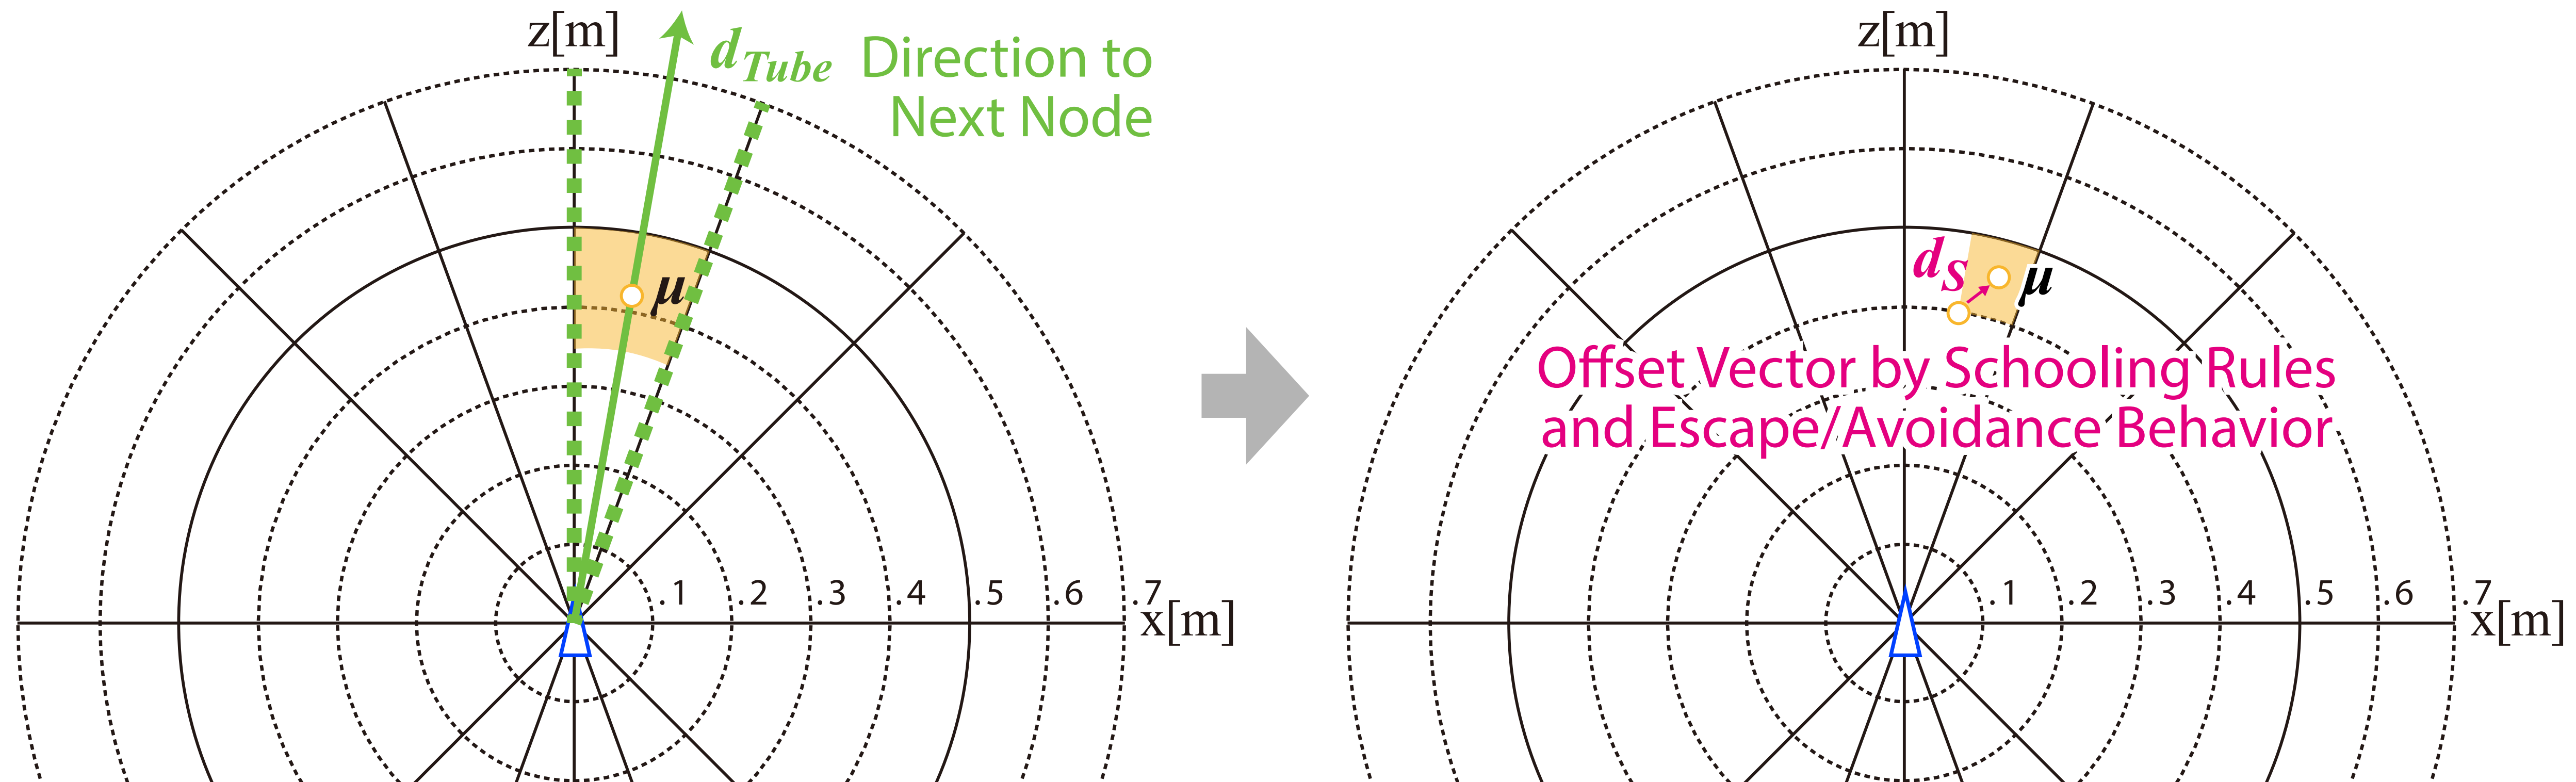 z[m]
d_Tube
Direction to
Next Node
μ
.1 .2 .3 .4 .5 .6 .7
x[m]
z[m]
d_S
μ
Offset Vector by Schooling Rules
and Escape/Avoidance Behavior
.1 .2 .3 .4 .5 .6 .7
x[m]